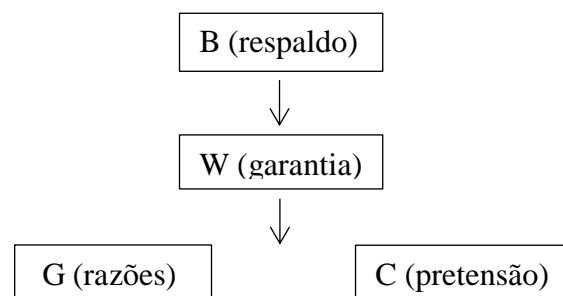 B (respaldo)
W (garantia)
G (razões)
C (pretensão)